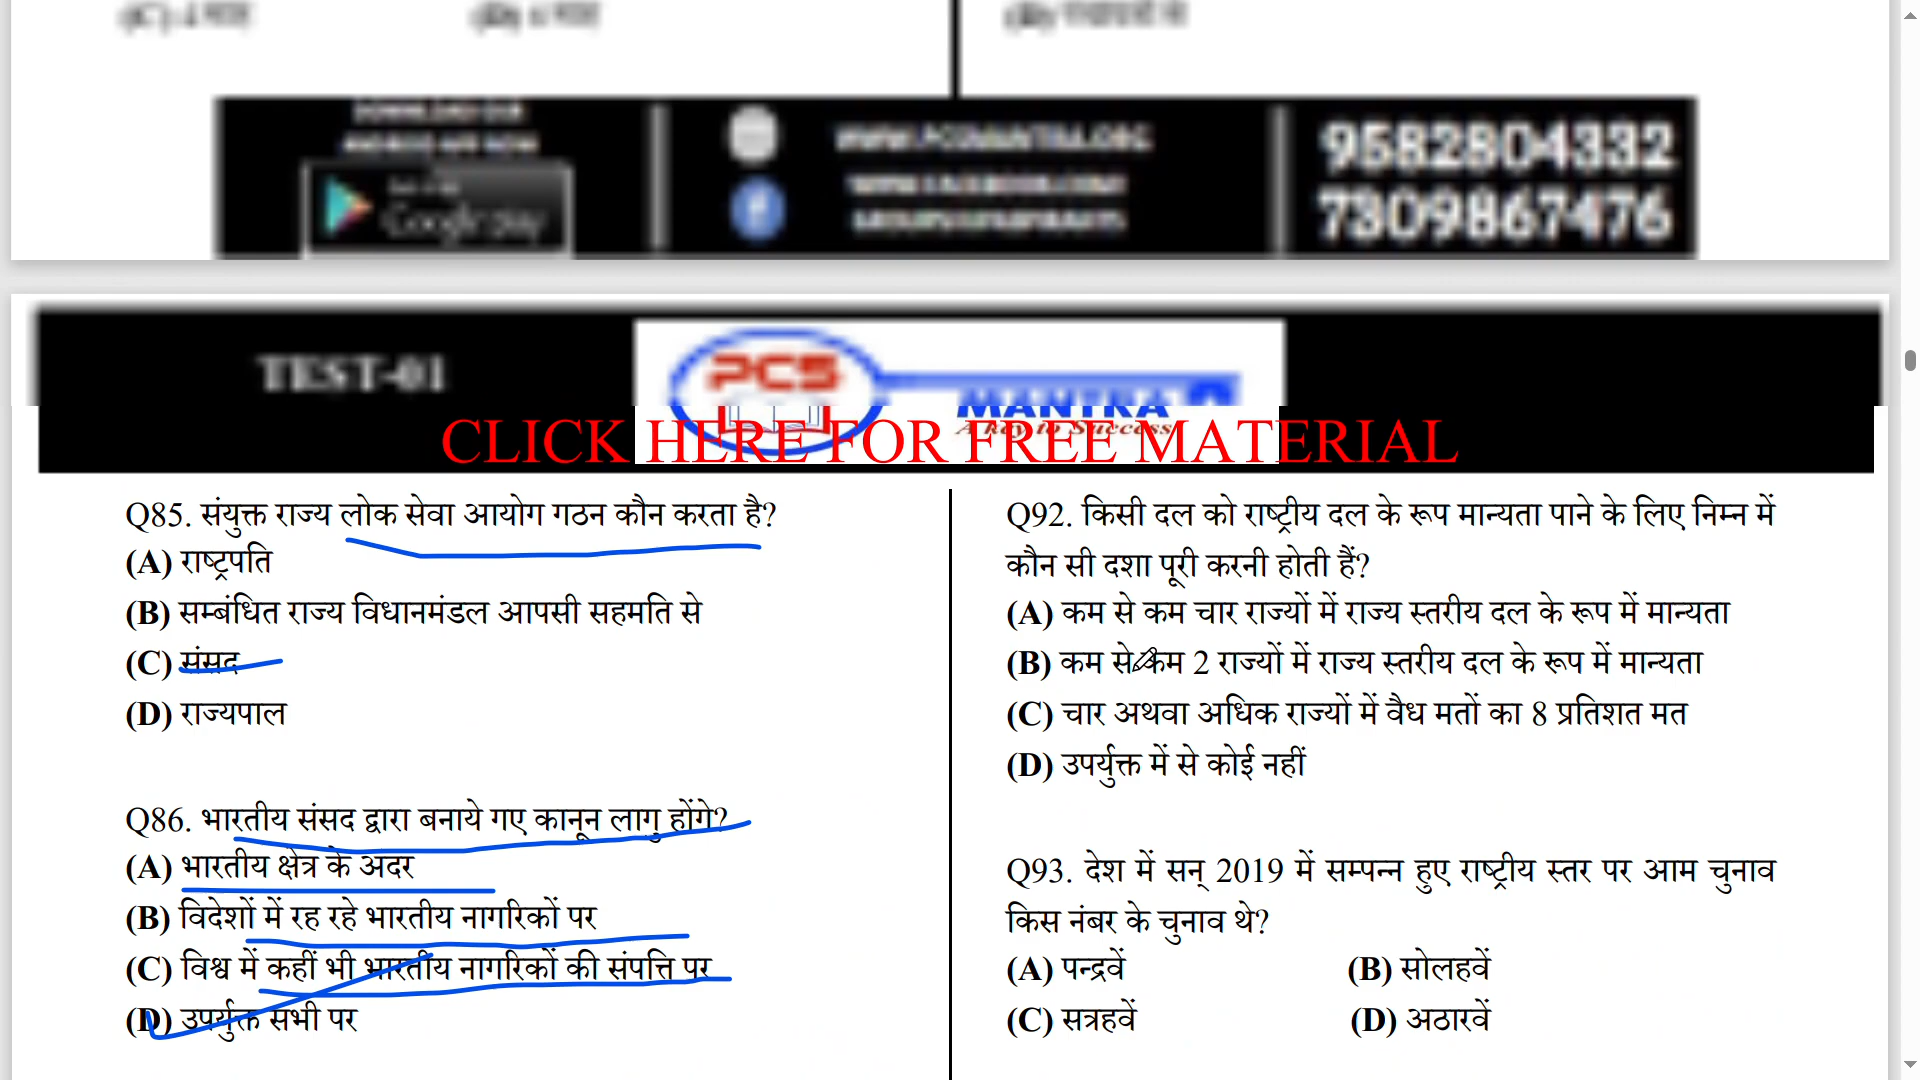 9582804332
7309867476
TEST-01
PCS
MANTRA
A key to Success
CLICK HERE FOR FREE MATERIAL
Q85. संयुक्त राज्य लोक सेवा आयोग गठन कौन करता है?
(A) राष्ट्रपति
(B) सम्बंधित राज्य विधानमंडल आपसी सहमति से
(C) संसद
(D) राज्यपाल
Q86. भारतीय संसद द्वारा बनाये गए कानून लागु होंगे?
(A) भारतीय क्षेत्र के अदर
(B) विदेशों में रह रहे भारतीय नागरिकों पर
(C) विश्व में कहीं भी भारतीय नागरिकों की संपत्ति पर
(D) उपर्युक्त सभी पर
Q92. किसी दल को राष्ट्रीय दल के रूप मान्यता पाने के लिए निम्न में
कौन सी दशा पूरी करनी होती हैं?
(A) कम से कम चार राज्यों में राज्य स्तरीय दल के रूप में मान्यता
(B) कम से कम 2 राज्यों में राज्य स्तरीय दल के रूप में मान्यता
(C) चार अथवा अधिक राज्यों में वैध मतों का 8 प्रतिशत मत
(D) उपर्युक्त में से कोई नहीं
Q93. देश में सन् 2019 में सम्पन्न हुए राष्ट्रीय स्तर पर आम चुनाव
किस नंबर के चुनाव थे?
(A) पन्द्रवें (B) सोलहवें
(C) सत्रहवें (D) अठारवें